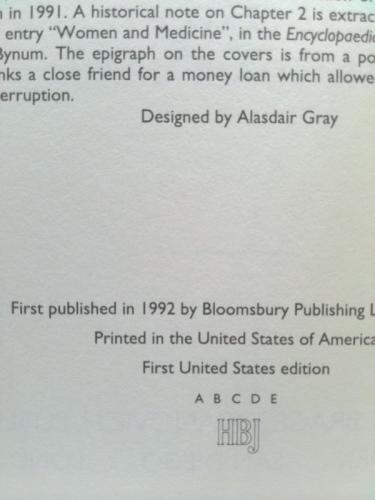 in 1991. A historical note on Chapter 2 is extrac
entry "Women and Medicine", in the Encyclopaedic
Bynum. The epigraph on the covers is from a po
nks a close friend for a money loan which allowe
erruption.
Designed by Alasdair Gray
First published in 1992 by Bloomsbury Publishing L
Printed in the United States of America
First United States edition
A B C D E
HBJ